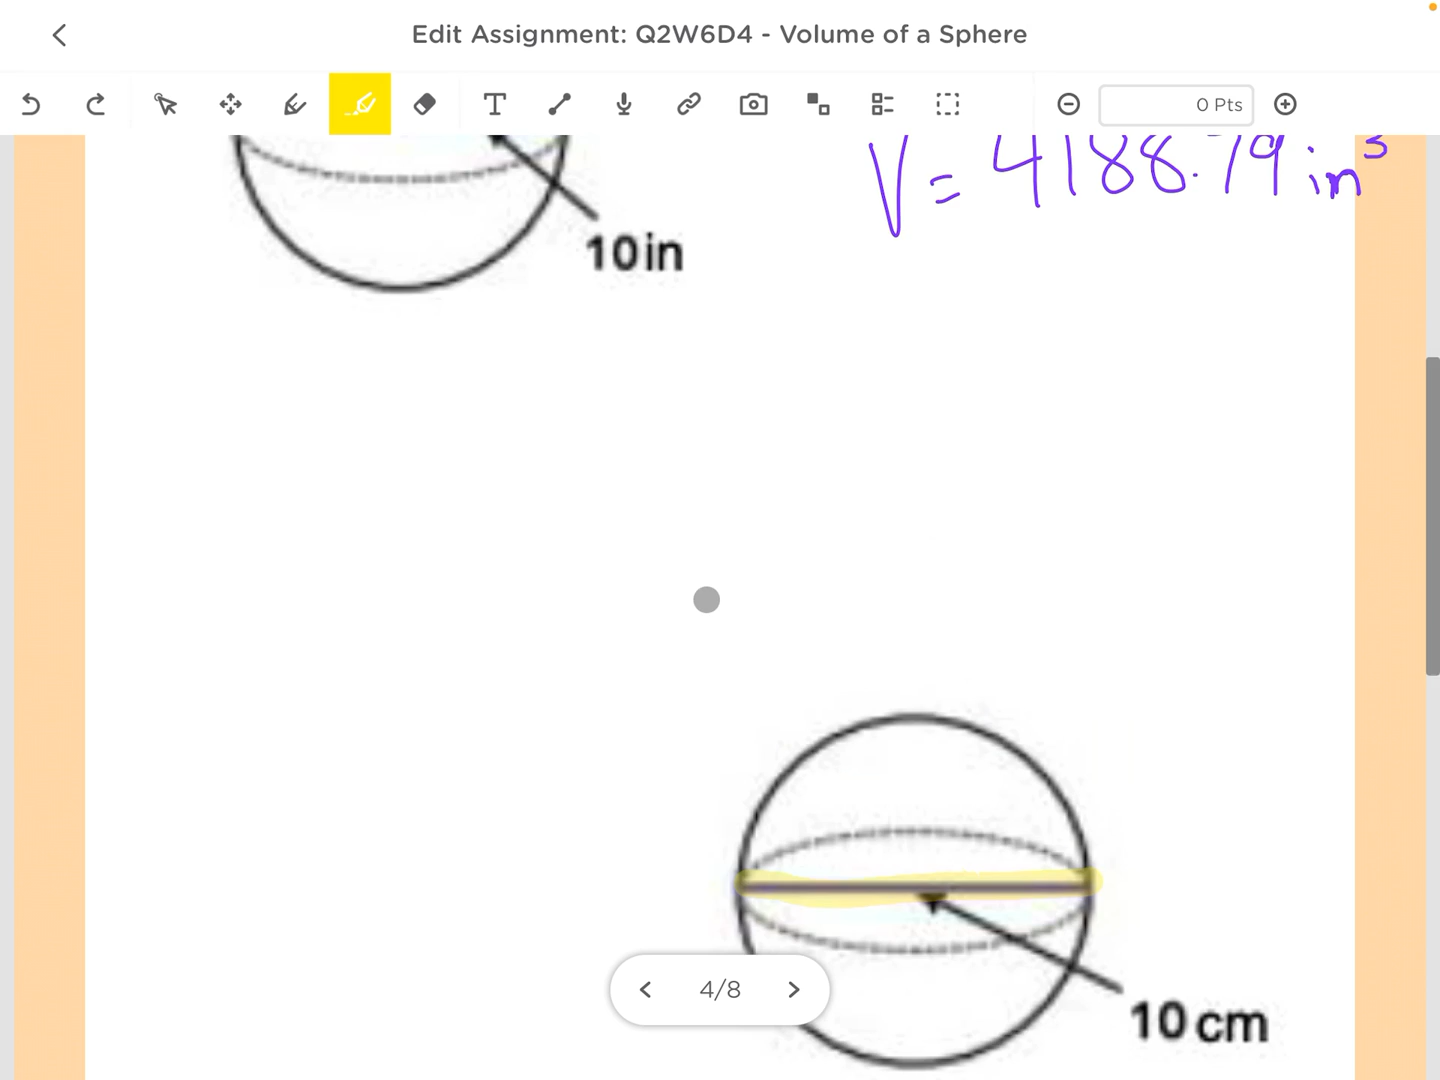 Edit Assignment: Q2W6D4 - Volume of a Sphere
T
0 Pts
V = 4188.79 in³
10in
4/8
10 cm